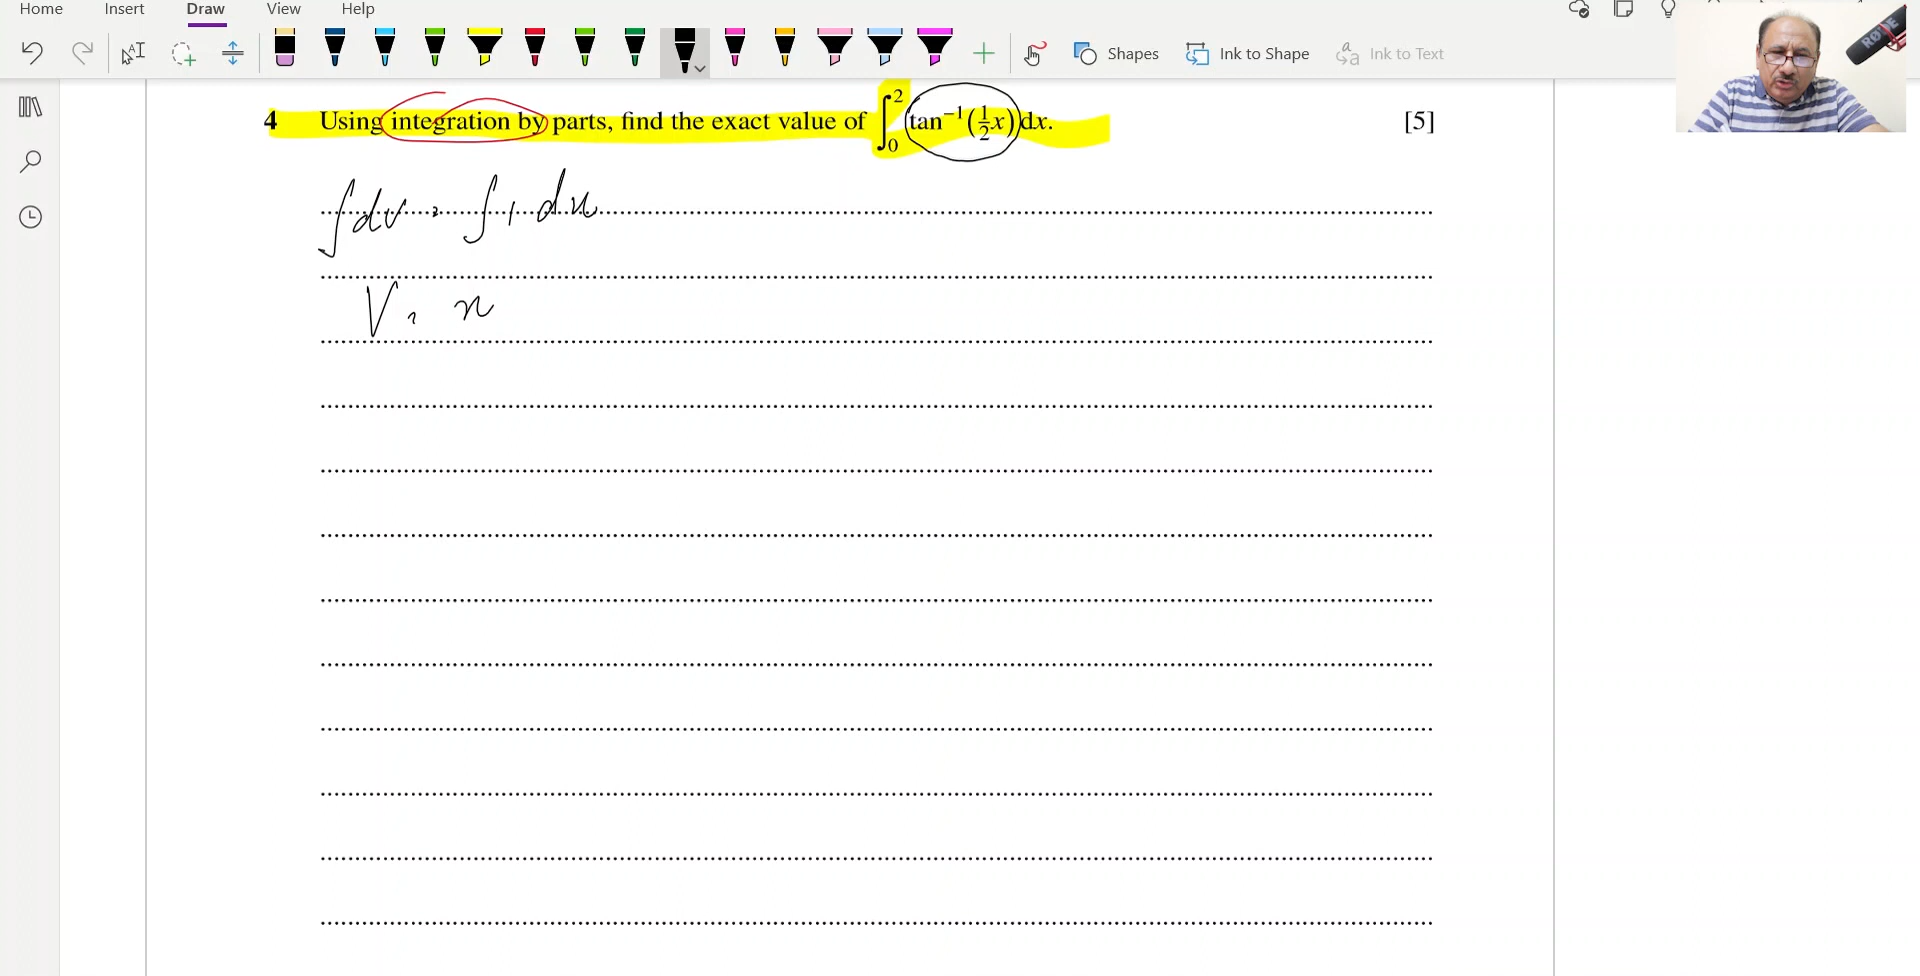 Home Insert Draw View Help
Shapes Ink to Shape Ink to Text
4 Using integration by parts, find the exact value of ∫₀² tan⁻¹(½x)dx. [5]
∫dv = ∫1 dx
V = x
RØDE